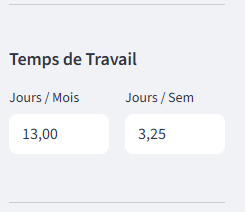 Temps de Travail
Jours / Mois Jours / Sem
13,00 3,25